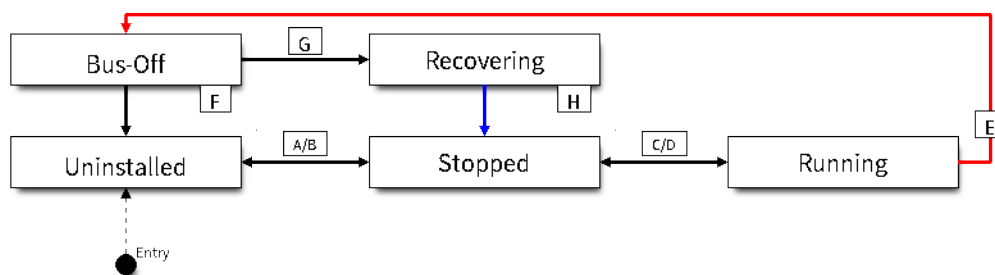 G
Bus-Off
Recovering
F
H
E
A/B
C/D
Uninstalled
Stopped
Running
Entry